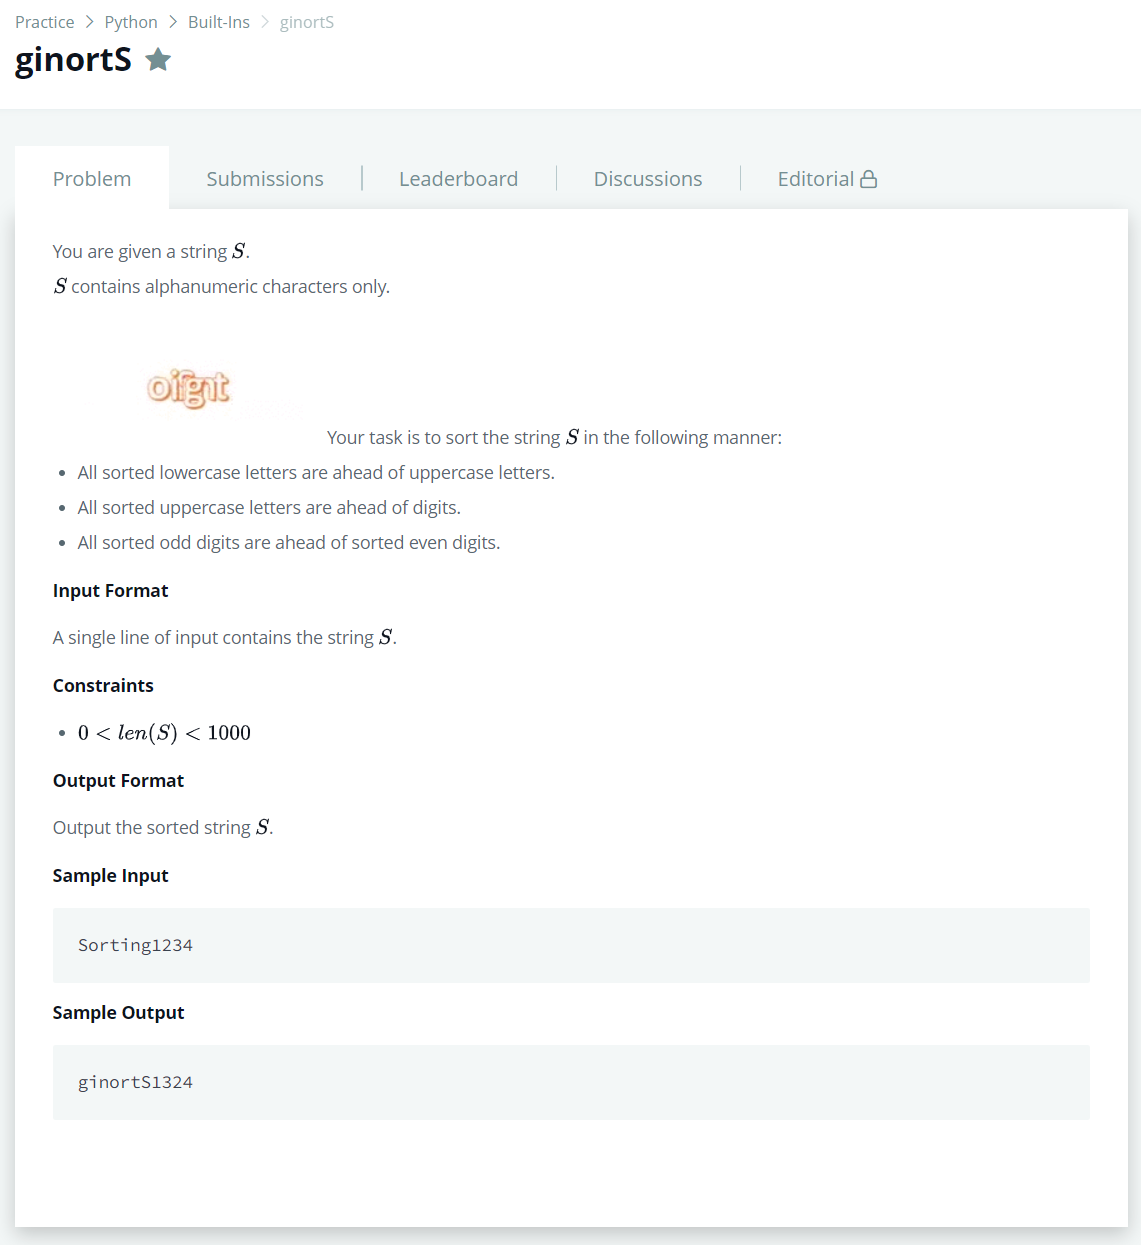 Practice > Python > Built-Ins > ginortS
ginortS
Problem
Submissions
Leaderboard
Discussions
Editorial
You are given a string S.
S contains alphanumeric characters only.
Your task is to sort the string S in the following manner:
• All sorted lowercase letters are ahead of uppercase letters.
• All sorted uppercase letters are ahead of digits.
• All sorted odd digits are ahead of sorted even digits.
Input Format
A single line of input contains the string S.
Constraints
• 0 < len(S) < 1000
Output Format
Output the sorted string S.
Sample Input
Sorting1234
Sample Output
ginortS1324